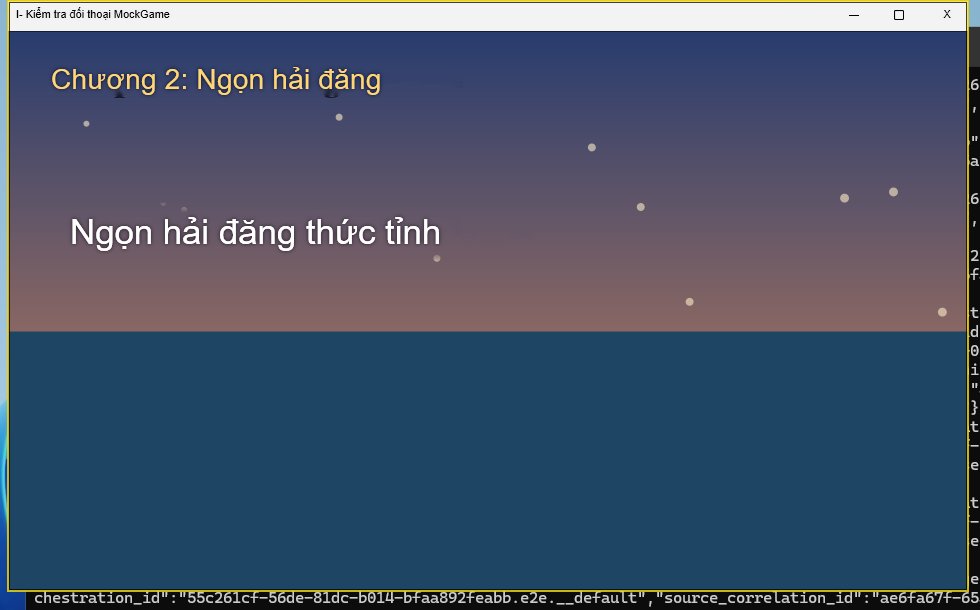 I- Kiểm tra đối thoại MockGame
Chương 2: Ngọn hải đăng
Ngọn hải đăng thức tỉnh
chestration_id":"55c261cf-56de-81dc-b014-bfaa892feabb.e2e.__default","source_correlation_id":"ae6fa67f-6